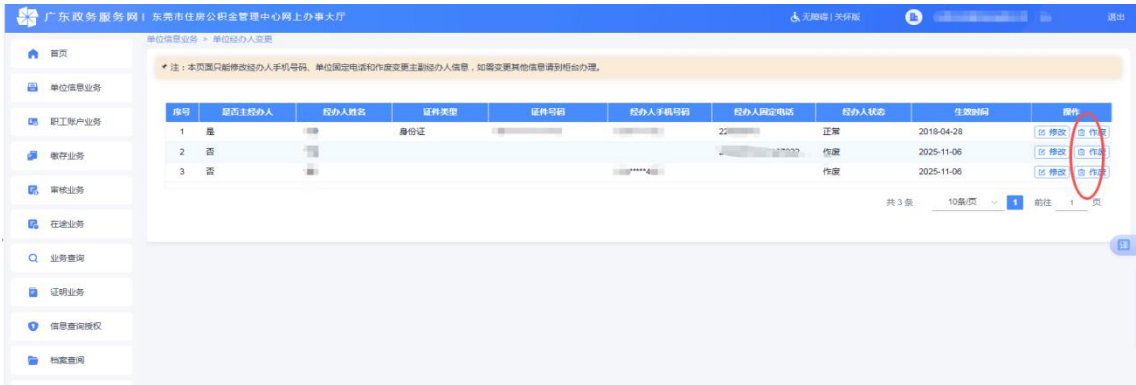 广东政务服务网 | 东莞市住房公积金管理中心网上办事大厅 无障碍 | 关怀版 退出
首页
单位信息业务
职工账户业务
缴存业务
审核业务
在途业务
业务查询
证明业务
信息查询授权
档案查阅
单位信息业务 > 单位经办人变更
注：本页面只能修改经办人手机号码、单位固定电话和作废变更主副经办人信息，如需变更其他信息请到柜台办理。
序号 是否主经办人 经办人姓名 证件类型 证件号码 经办人手机号码 经办人固定电话 经办人状态 生效时间 操作
1 是 身份证 22 正常 2018-04-28 修改 作废
2 否 作废 2025-11-06 修改 作废
3 否 *****4 作废 2025-11-06 修改 作废
共 3 条 10条/页 1 前往 1 页